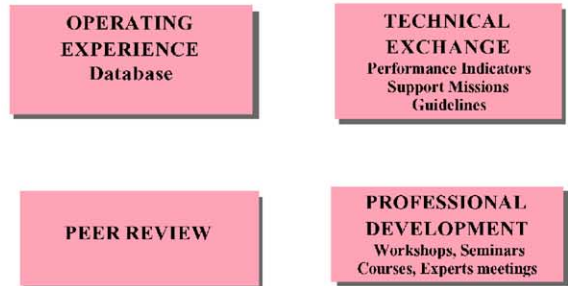 OPERATING
EXPERIENCE
Database
TECHNICAL
EXCHANGE
Performance Indicators
Support Missions
Guidelines
PEER REVIEW
PROFESSIONAL
DEVELOPMENT
Workshops, Seminars
Courses, Experts meetings